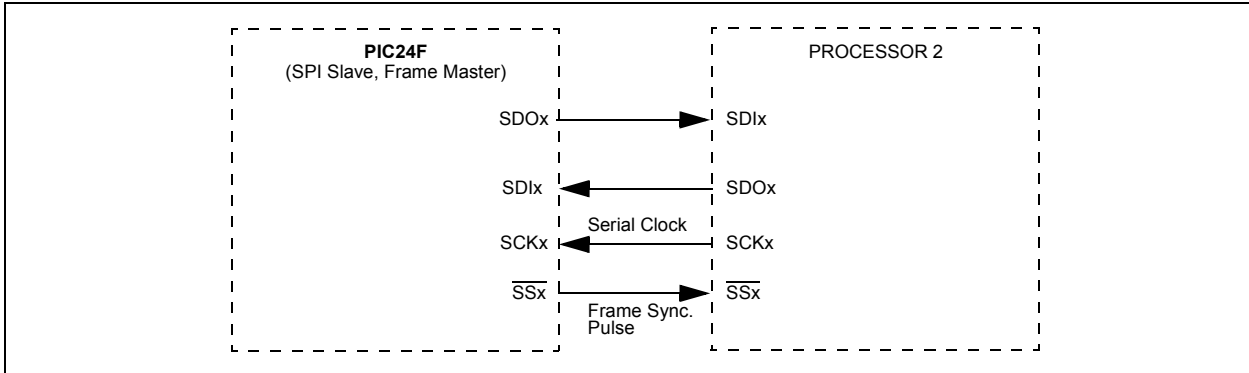 PIC24F
(SPI Slave, Frame Master)
PROCESSOR 2
SDOx
SDIx
SDIx
SDOx
Serial Clock
SCKx
SCKx
SSx
SSx
Frame Sync.
Pulse